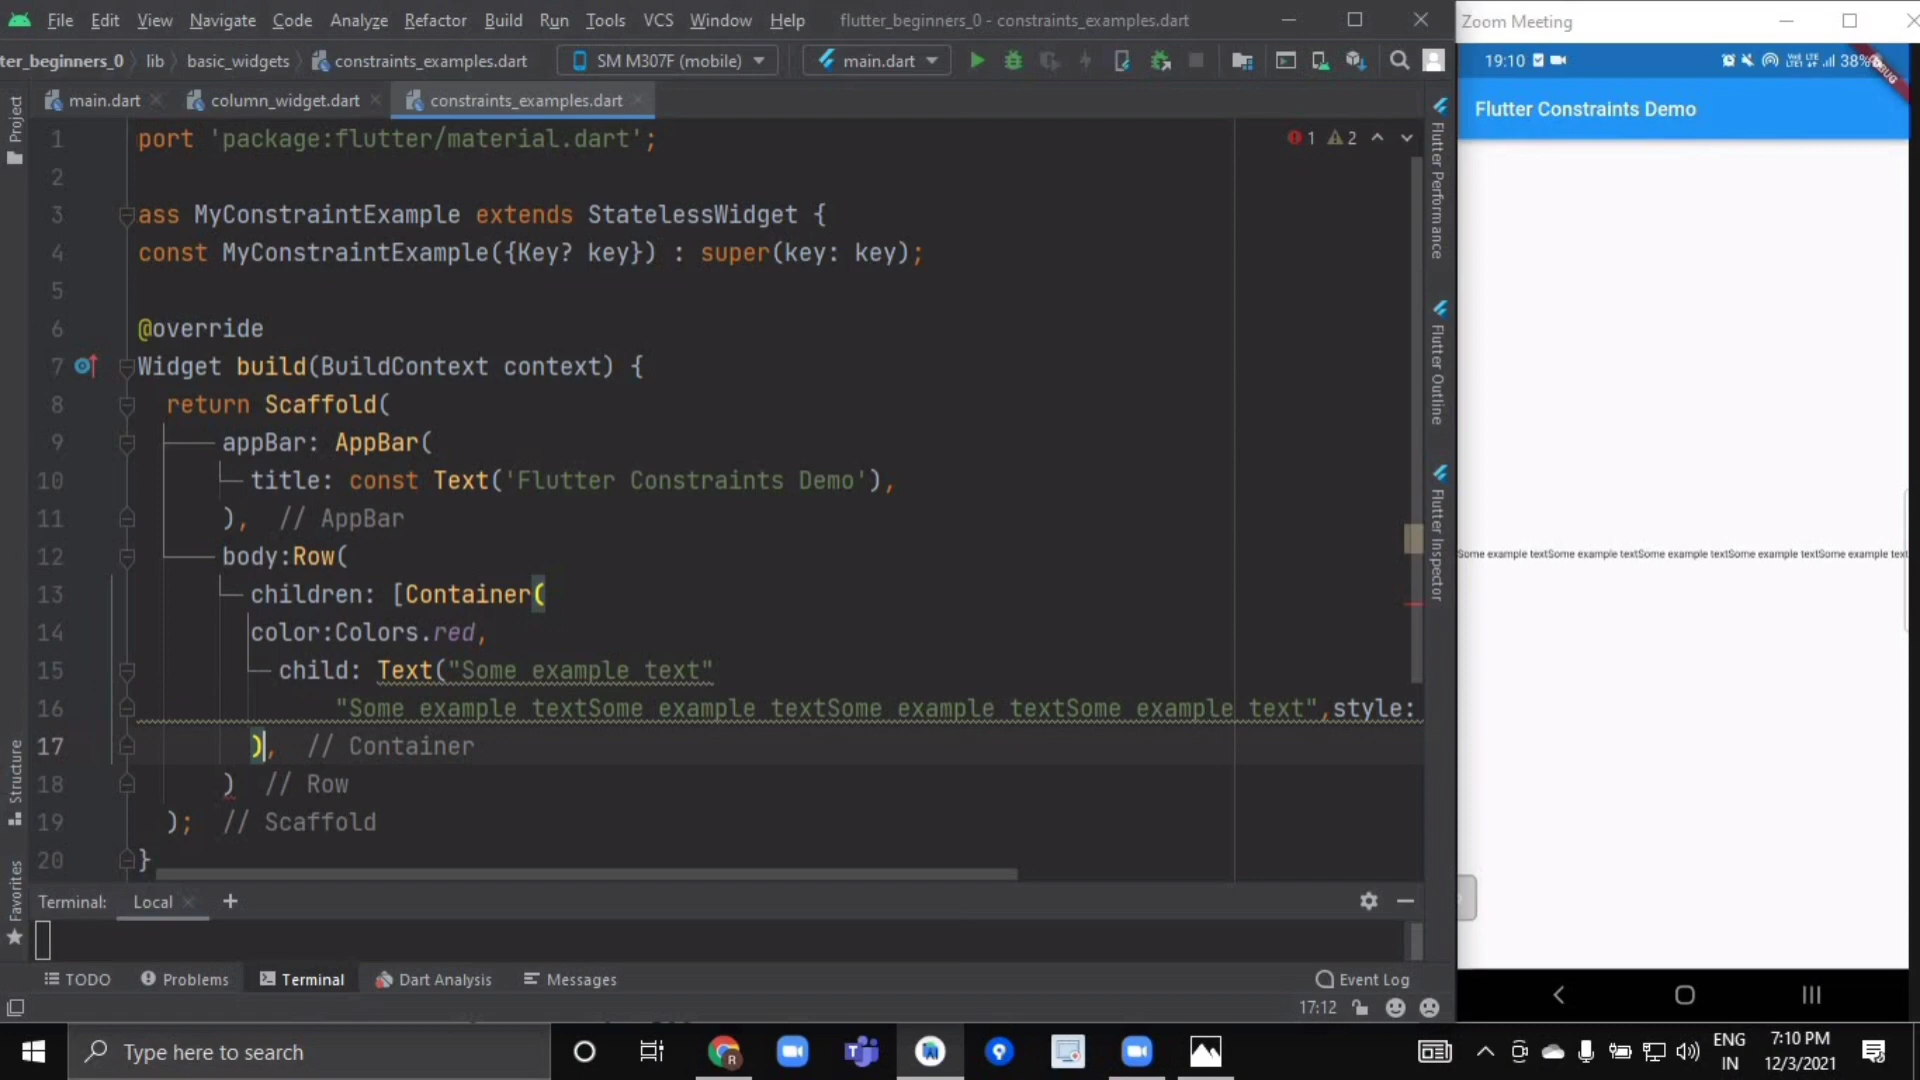 File Edit View Navigate Code Analyze Refactor Build Run Tools VCS Window Help flutter_beginners_0 - constraints_examples.dart
Zoom Meeting
ter_beginners_0 lib basic_widgets constraints_examples.dart SM M307F (mobile) main.dart
19:10 38%
DEBUG
main.dart column_widget.dart constraints_examples.dart
Flutter Constraints Demo
Project
Structure
Favorites
1 port 'package:flutter/material.dart';
1 2
2
3 ass MyConstraintExample extends StatelessWidget {
4 const MyConstraintExample({Key? key}) : super(key: key);
5
6 @override
7 Widget build(BuildContext context) {
8 return Scaffold(
9 appBar: AppBar(
10 title: const Text('Flutter Constraints Demo'),
11 ), // AppBar
12 body:Row(
13 children: [Container(
14 color:Colors.red,
15 child: Text("Some example text"
16 "Some example textSome example textSome example textSome example text",style:
17 ), // Container
18 ) // Row
19 ); // Scaffold
20 }
Flutter Performance
Flutter Outline
Flutter Inspector
Some example textSome example textSome example textSome example textSome example text
Terminal: Local
TODO Problems Terminal Dart Analysis Messages Event Log
17:12
Type here to search
ENG
IN
7:10 PM
12/3/2021